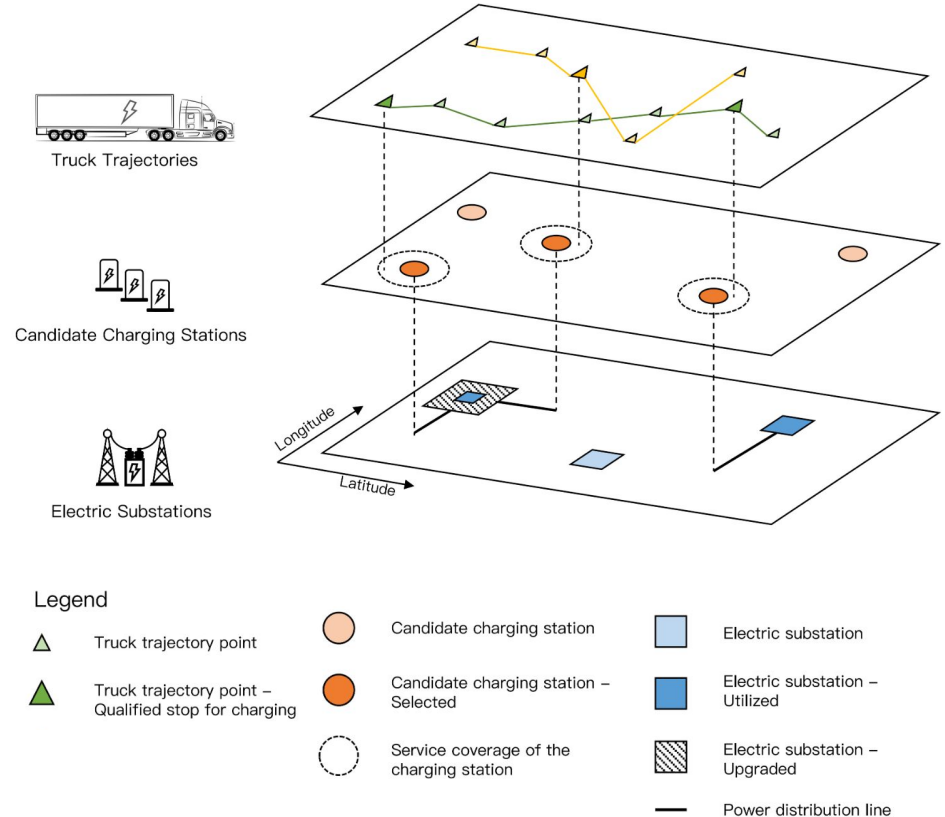 Truck Trajectories
Candidate Charging Stations
Longitude
Latitude
Electric Substations
Legend
Truck trajectory point
Truck trajectory point –
Qualified stop for charging
Candidate charging station
Candidate charging station –
Selected
Service coverage of the
charging station
Electric substation
Electric substation –
Utilized
Electric substation –
Upgraded
Power distribution line